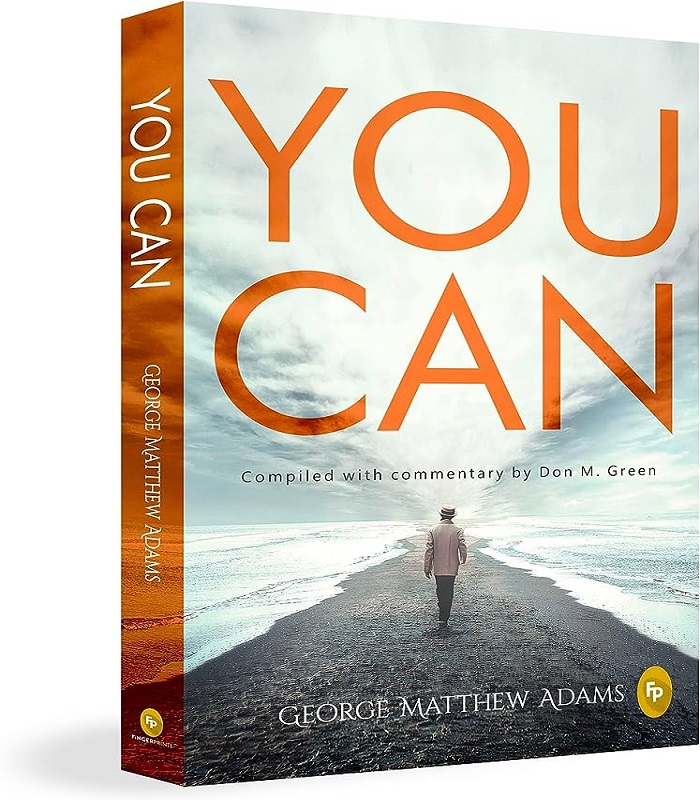 YOU CAN
GEORGE MATTHEW ADAMS
FP
FINGERPRINT!
YOU
CAN
Compiled with commentary by Don M. Green
GEORGE MATTHEW ADAMS
FP